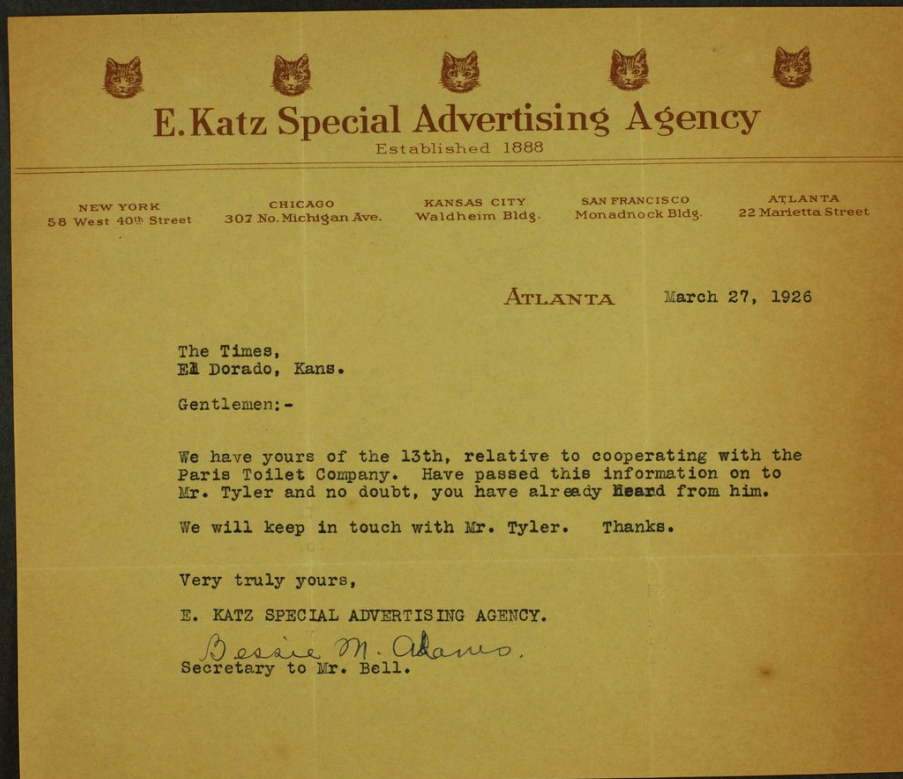 E. Katz Special Advertising Agency
Established 1888
NEW YORK
58 West 40th Street
CHICAGO
307 No. Michigan Ave.
KANSAS CITY
Waldheim Bldg.
SAN FRANCISCO
Monadnock Bldg.
ATLANTA
22 Marietta Street
ATLANTA March 27, 1926
The Times,
El Dorado, Kans.
Gentlemen:-
We have yours of the 13th, relative to cooperating with the
Paris Toilet Company. Have passed this information on to
Mr. Tyler and no doubt, you have already heard from him.
We will keep in touch with Mr. Tyler. Thanks.
Very truly yours,
E. KATZ SPECIAL ADVERTISING AGENCY.
Bessie M. Adams.
Secretary to Mr. Bell.